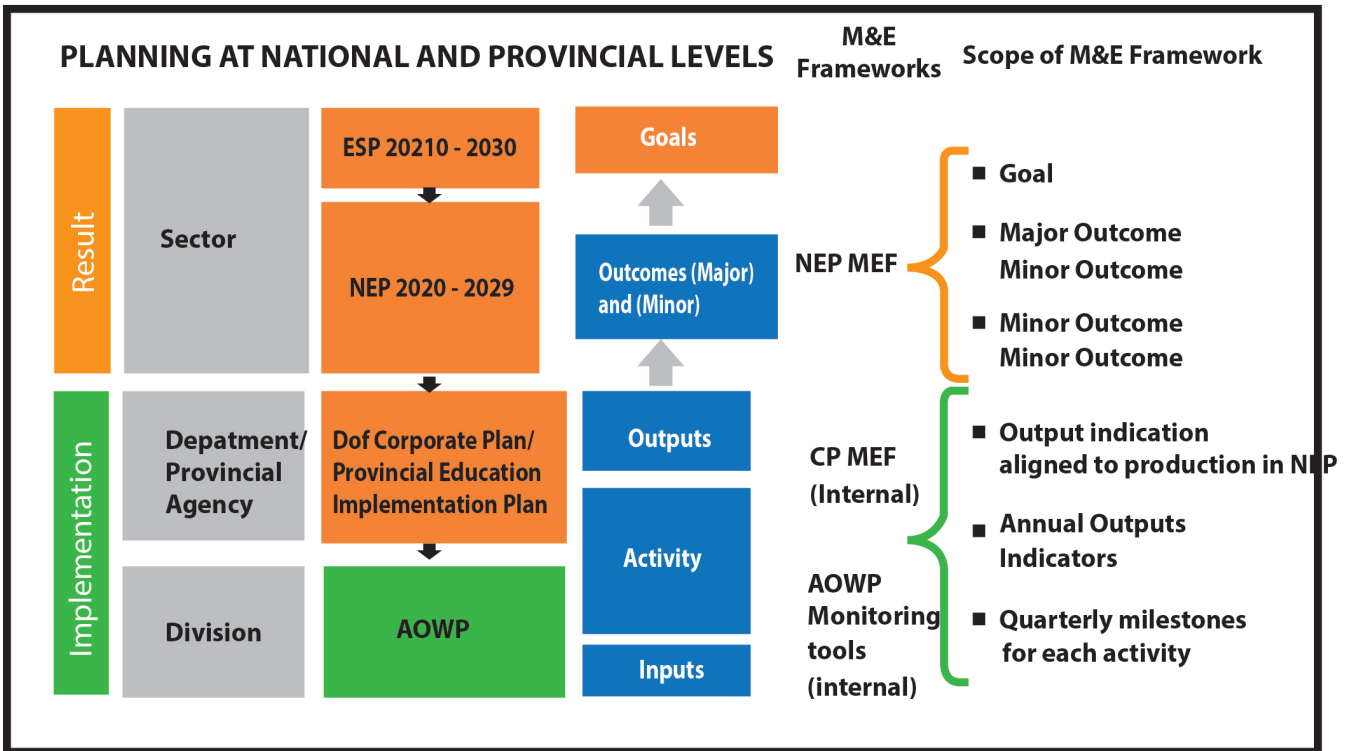 PLANNING AT NATIONAL AND PROVINCIAL LEVELS
M&E
Frameworks
Scope of M&E Framework
Result
Sector
ESP 20210 - 2030
NEP 2020 - 2029
Goals
Outcomes (Major)
and (Minor)
NEP MEF
■ Goal
■ Major Outcome
Minor Outcome
■ Minor Outcome
Minor Outcome
Implementation
Depatment/
Provincial
Agency
Dof Corporate Plan/
Provincial Education
Implementation Plan
Outputs
Activity
CP MEF
(Internal)
■ Output indication
aligned to production in NEP
■ Annual Outputs
Indicators
Division
AOWP
Inputs
AOWP
Monitoring
tools
(internal)
■ Quarterly milestones
for each activity